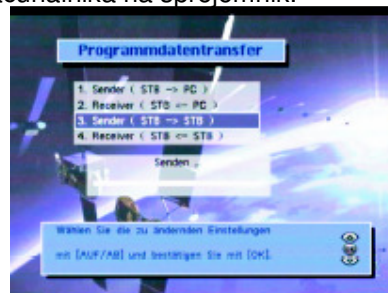 na sprejemnik.
Programmdatentransfer
1. Sender ( STB -> PC )
2. Receiver ( STB <- PC )
3. Sender ( STB -> STB )
4. Receiver ( STB <- STB )
Senden ..
Wählen Sie die zu ändernden Einstellungen
mit [AUF/AB] und bestätigen Sie mit [OK].